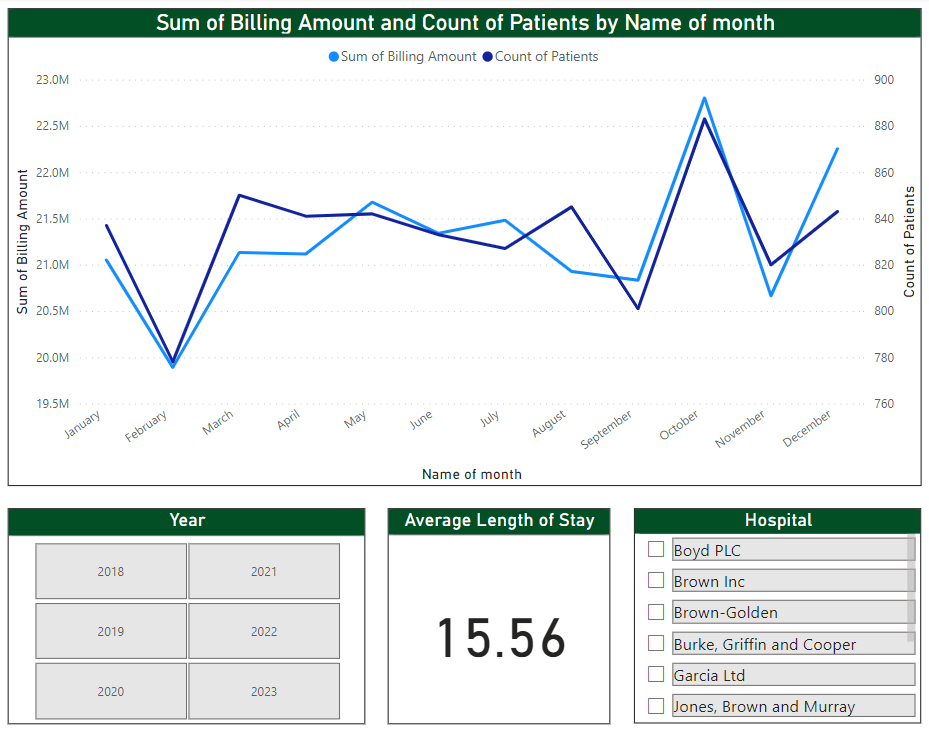 Sum of Billing Amount and Count of Patients by Name of month
Sum of Billing Amount Count of Patients
Sum of Billing Amount
23.0M
22.5M
22.0M
21.5M
21.0M
20.5M
20.0M
19.5M
900
880
860
840
820
800
780
760
Count of Patients
January February March April May June July August September October November December
Name of month
Year
2018 2021
2019 2022
2020 2023
Average Length of Stay
15.56
Hospital
Boyd PLC
Brown Inc
Brown-Golden
Burke, Griffin and Cooper
Garcia Ltd
Jones, Brown and Murray